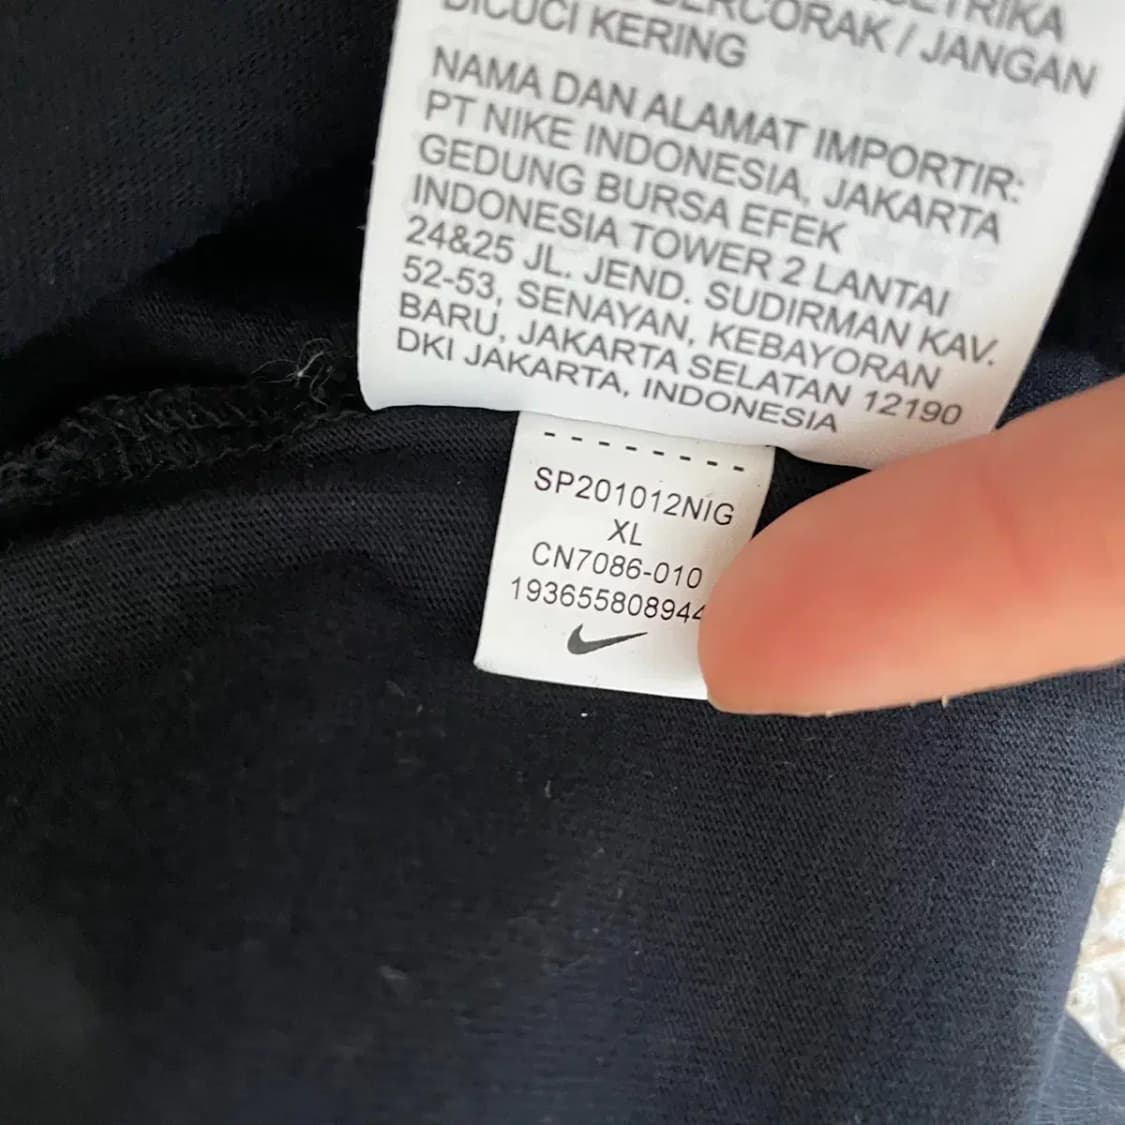 BERCORAK / JANGAN
DICUCI KERING
NAMA DAN ALAMAT IMPORTIR:
PT NIKE INDONESIA, JAKARTA
GEDUNG BURSA EFEK
INDONESIA TOWER 2 LANTAI
24&25 JL. JEND. SUDIRMAN KAV.
52-53, SENAYAN, KEBAYORAN
BARU, JAKARTA SELATAN 12190
DKI JAKARTA, INDONESIA
SP201012NIG
XL
CN7086-010
193655808944